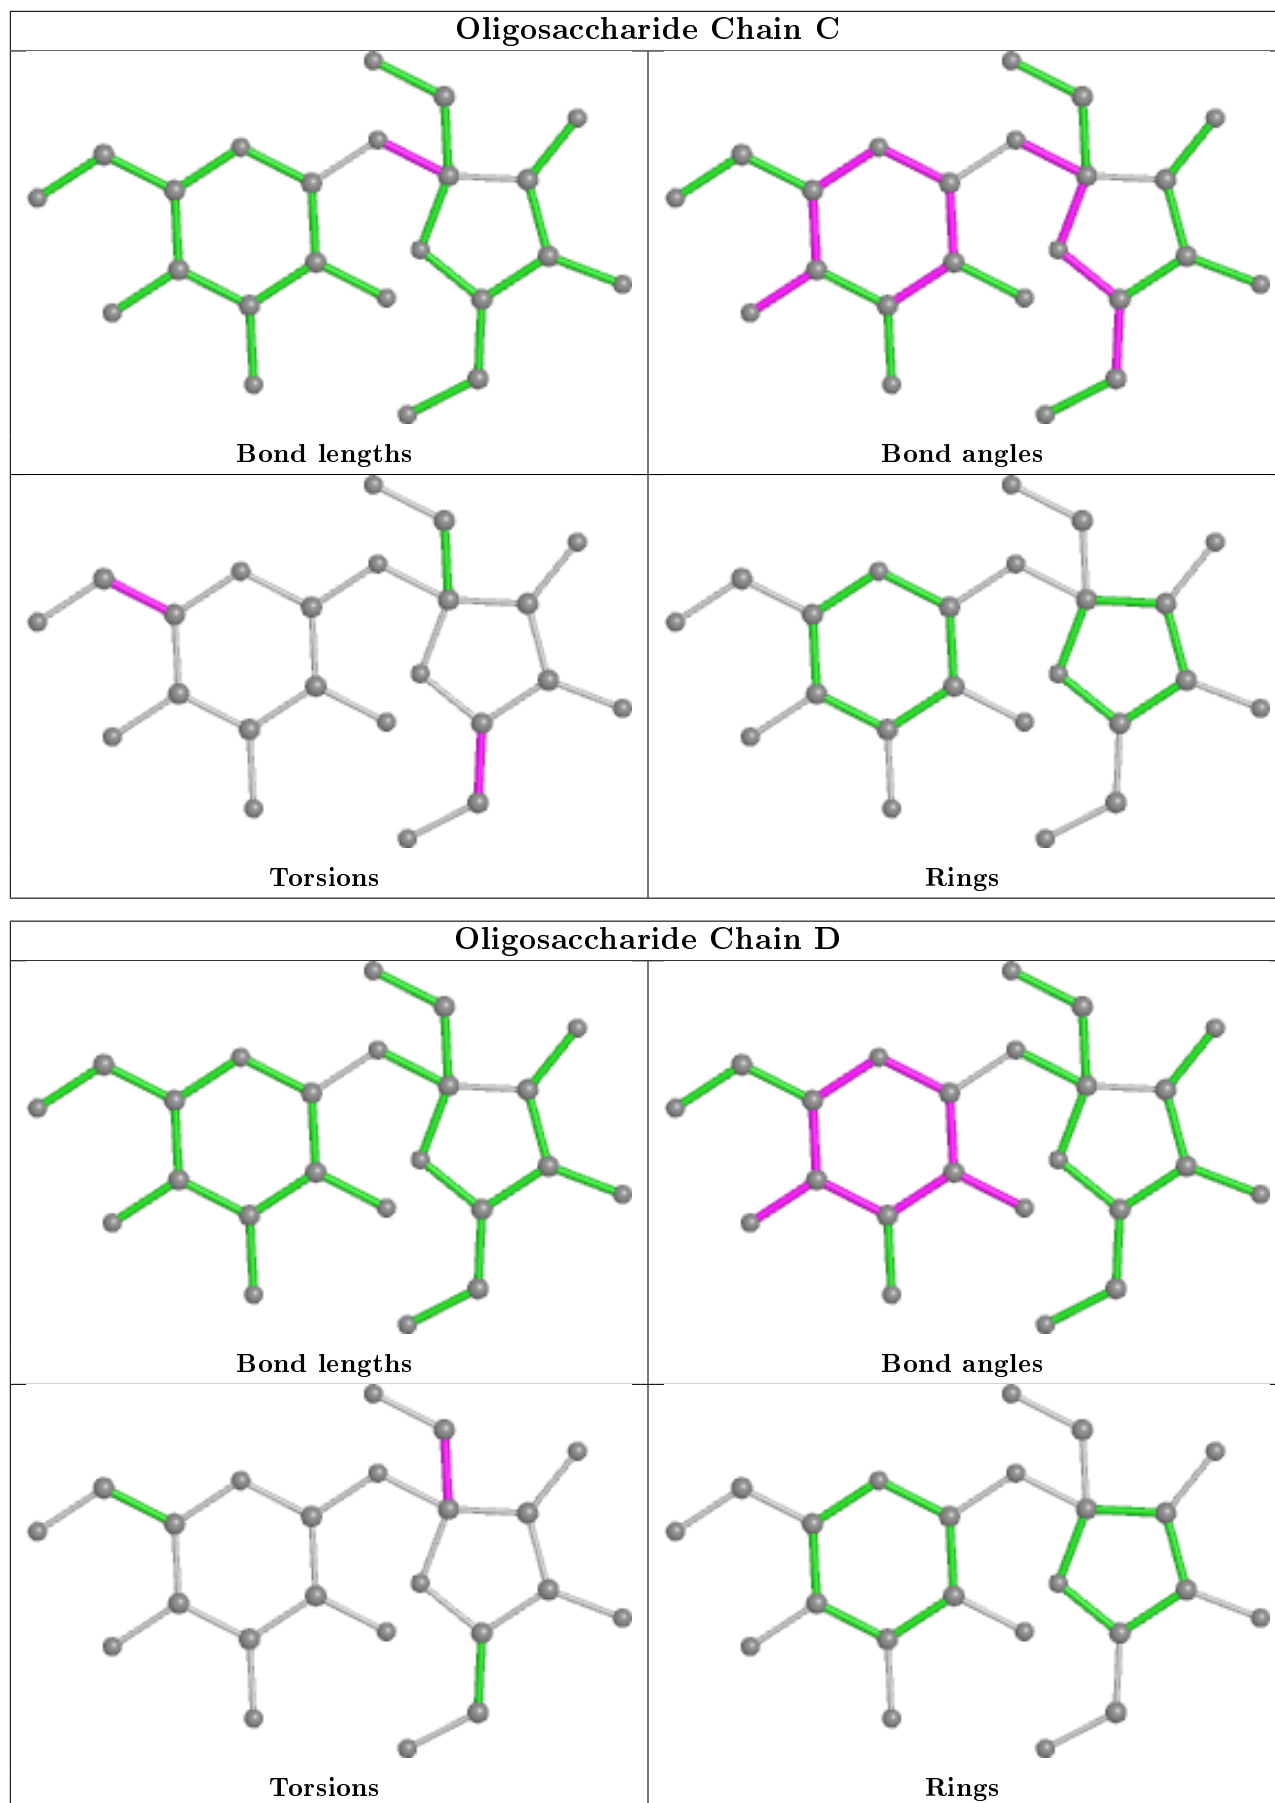 Oligosaccharide Chain C
Bond lengths
Bond angles
Torsions
Rings
Oligosaccharide Chain D
Bond lengths
Bond angles
Torsions
Rings